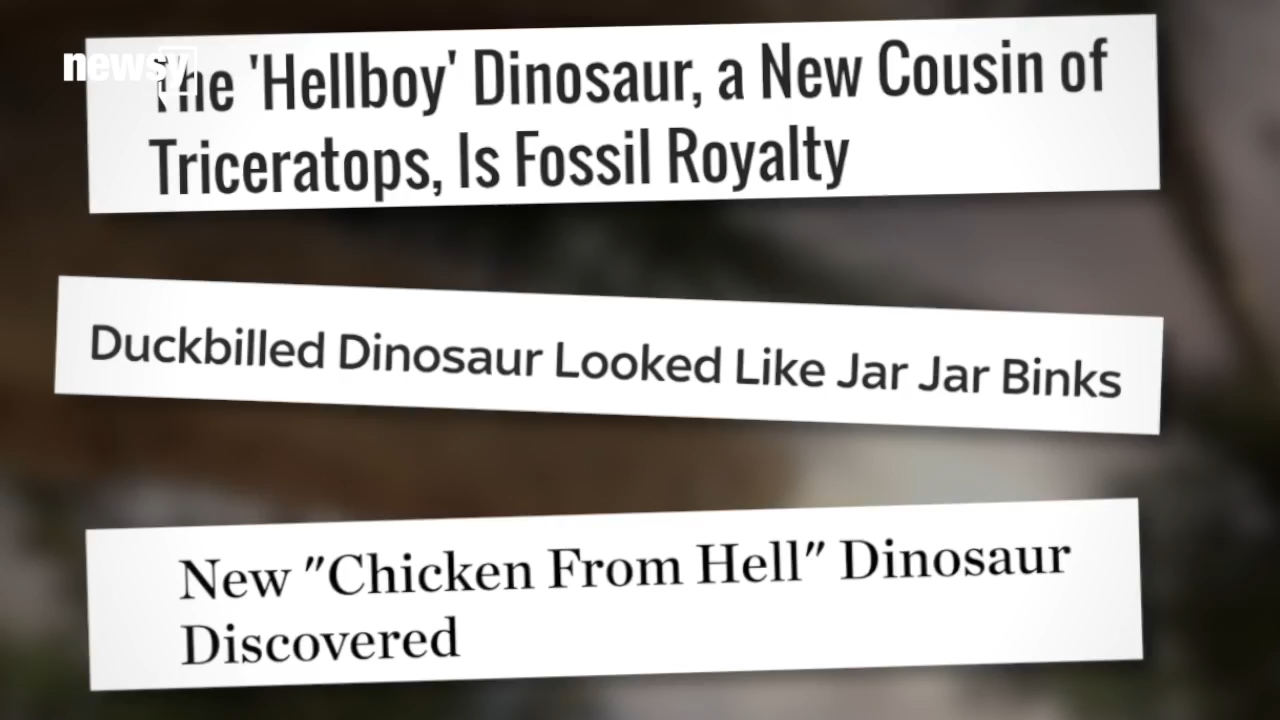 newsy
The 'Hellboy' Dinosaur, a New Cousin of
Triceratops, Is Fossil Royalty
Duckbilled Dinosaur Looked Like Jar Jar Binks
New "Chicken From Hell" Dinosaur
Discovered